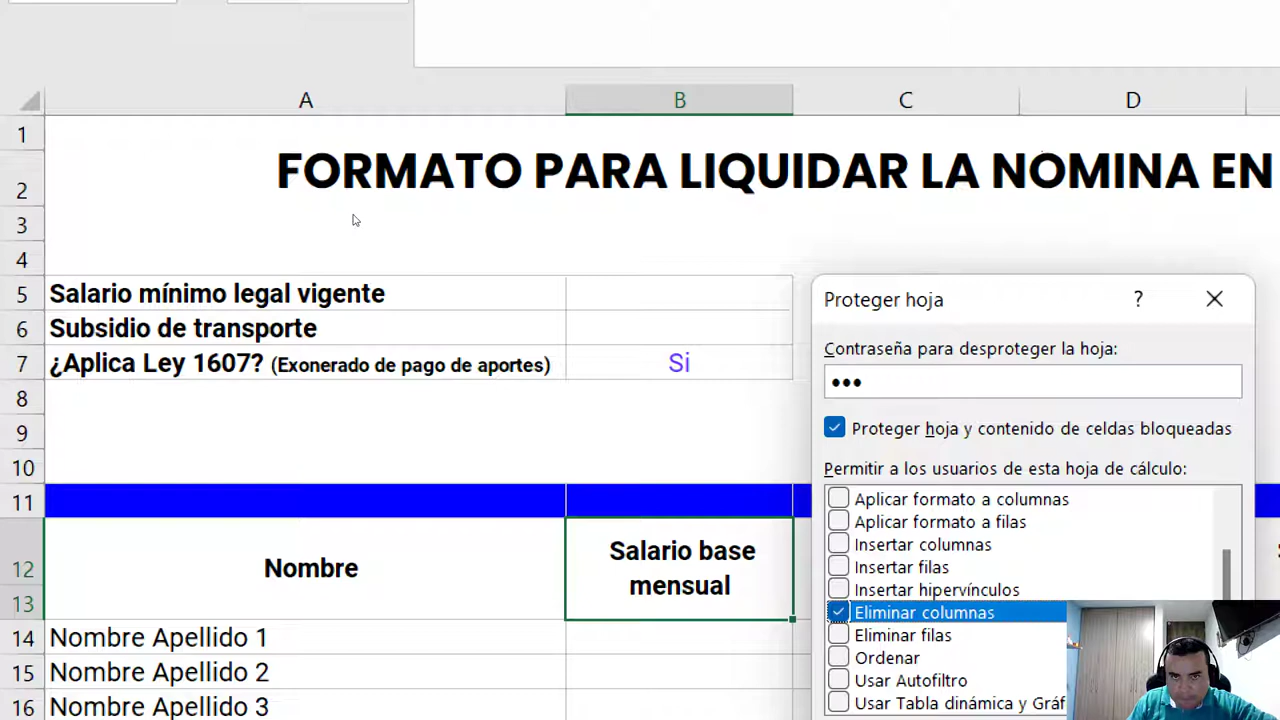 A B C D
1
2 FORMATO PARA LIQUIDAR LA NOMINA EN
3
4
5 Salario mínimo legal vigente
6 Subsidio de transporte
7 ¿Aplica Ley 1607? (Exonerado de pago de aportes) Si
8
9
10
11
12 Nombre
13
Salario base
mensual
14 Nombre Apellido 1
15 Nombre Apellido 2
16 Nombre Apellido 3
Proteger hoja ?
Contraseña para desproteger la hoja:
•••
Proteger hoja y contenido de celdas bloqueadas
Permitir a los usuarios de esta hoja de cálculo:
Aplicar formato a columnas
Aplicar formato a filas
Insertar columnas
Insertar filas
Insertar hipervínculos
Eliminar columnas
Eliminar filas
Ordenar
Usar Autofiltro
Usar Tabla dinámica y Gráf